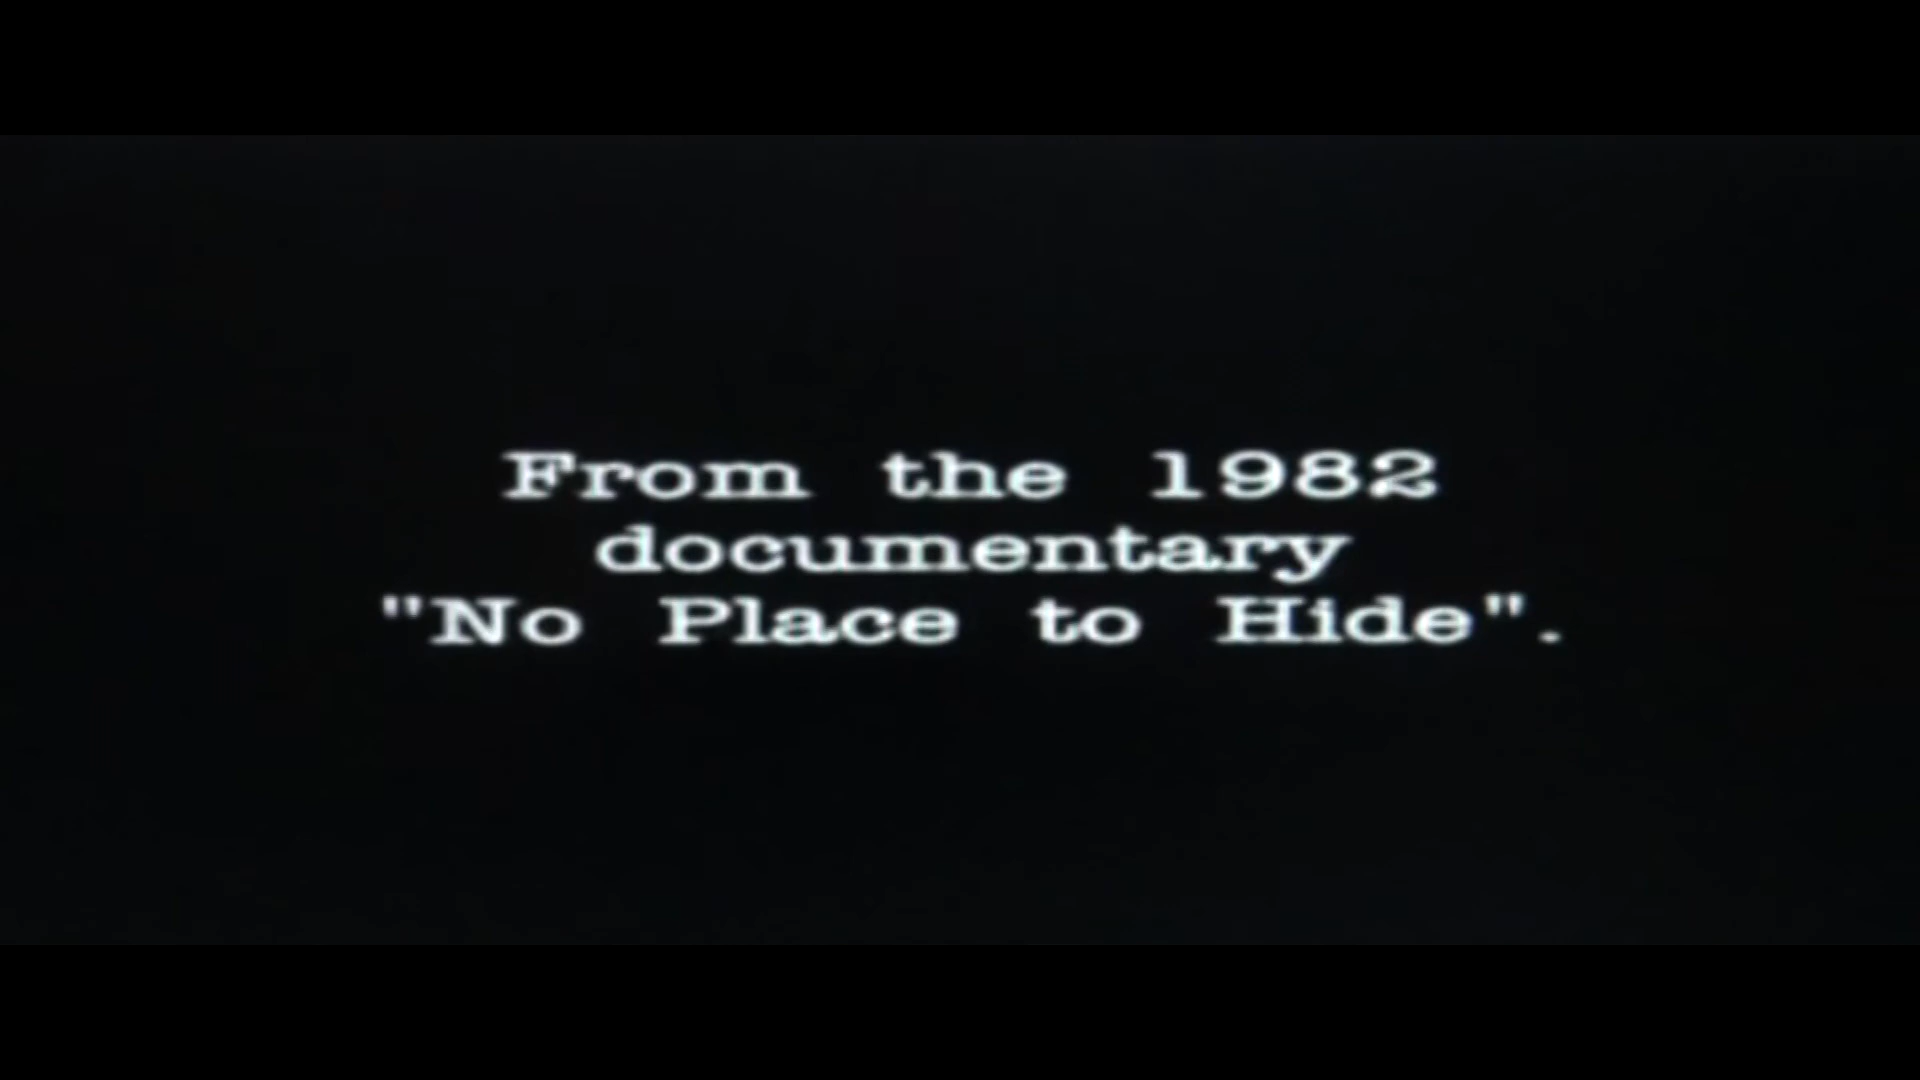 From the 1982
documentary
"No Place to Hide".